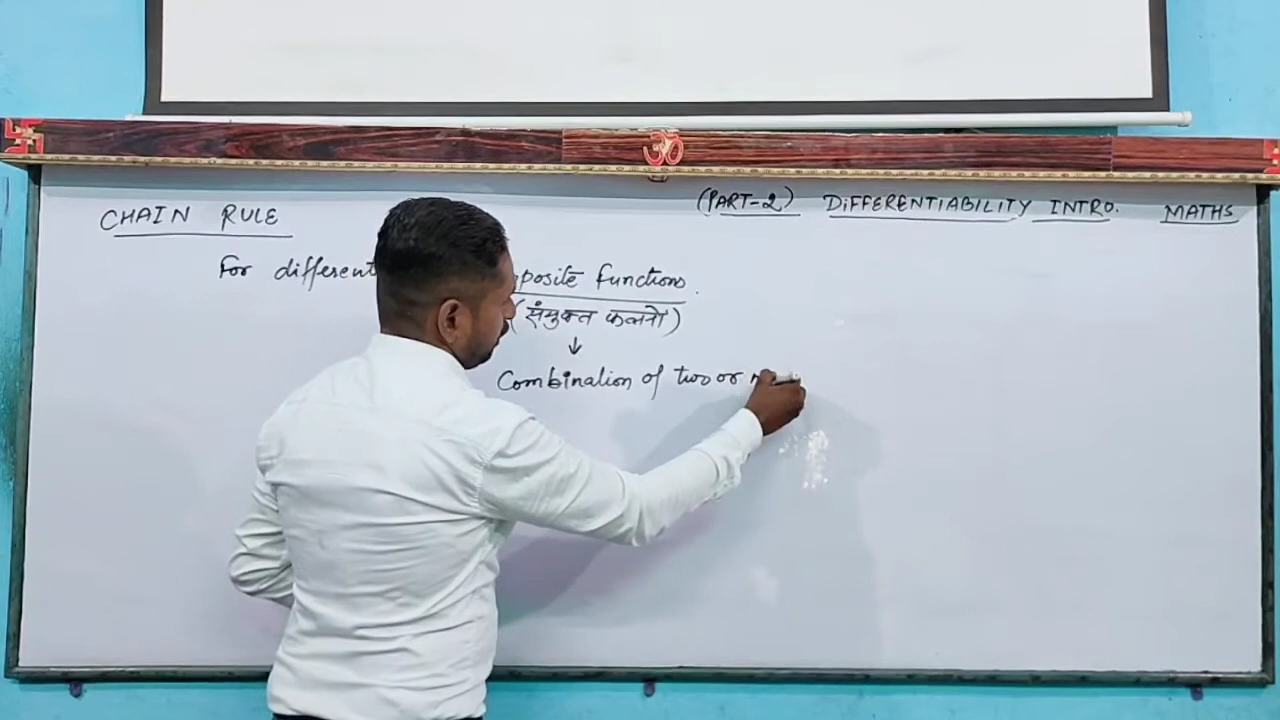 ॐ
(PART-2) DIFFERENTIABILITY INTRO. MATHS
CHAIN RULE
For different posite functions.
(संयुक्त फलनो)
↓
Combination of two or